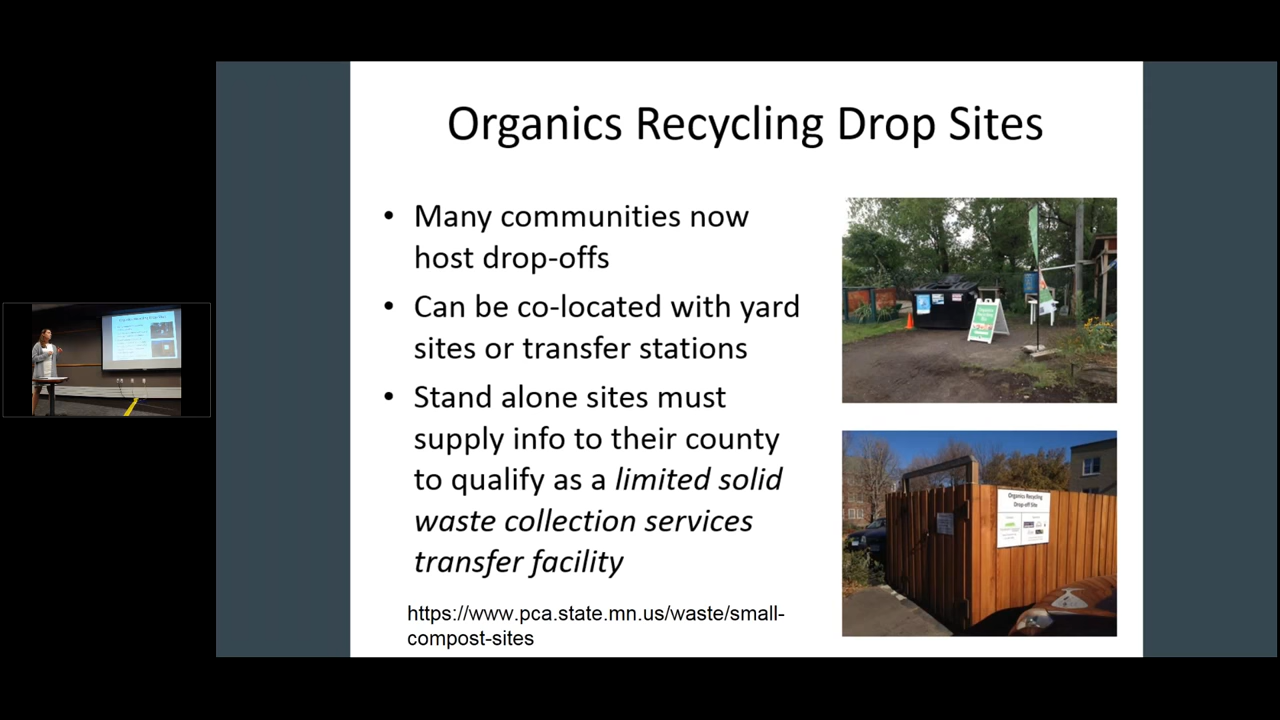 Organics Recycling Drop Sites
• Many communities now
host drop-offs
• Can be co-located with yard
sites or transfer stations
• Stand alone sites must
supply info to their county
to qualify as a limited solid
waste collection services
transfer facility
https://www.pca.state.mn.us/waste/small-
compost-sites
Organics Recycling
Drop-off Site